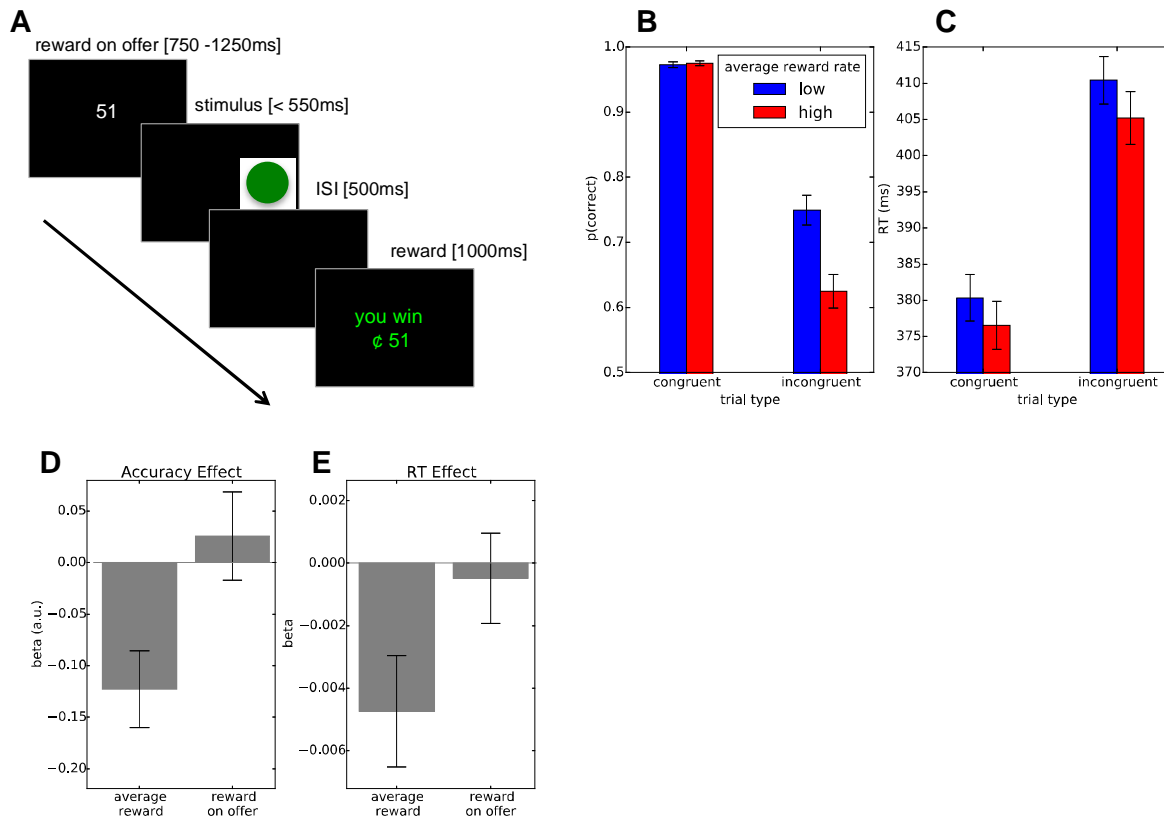 A
reward on offer [750 -1250ms]
51
stimulus [< 550ms]
ISI [500ms]
reward [1000ms]
you win
¢ 51
B
1.0
0.9
0.8
0.7
0.6
0.5
p(correct)
average reward rate
low
high
congruent
incongruent
trial type
C
415
410
405
400
395
390
385
380
375
370
RT (ms)
congruent
incongruent
trial type
D
Accuracy Effect
0.05
0.00
−0.05
−0.10
−0.15
−0.20
beta (a.u.)
average
reward
reward
on offer
E
RT Effect
0.002
0.000
−0.002
−0.004
−0.006
beta
average
reward
reward
on offer